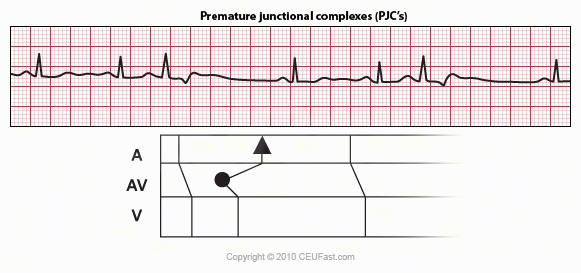 Premature junctional complexes (PJC's)
A
AV
V
Copyright © 2010 CEUFast.com